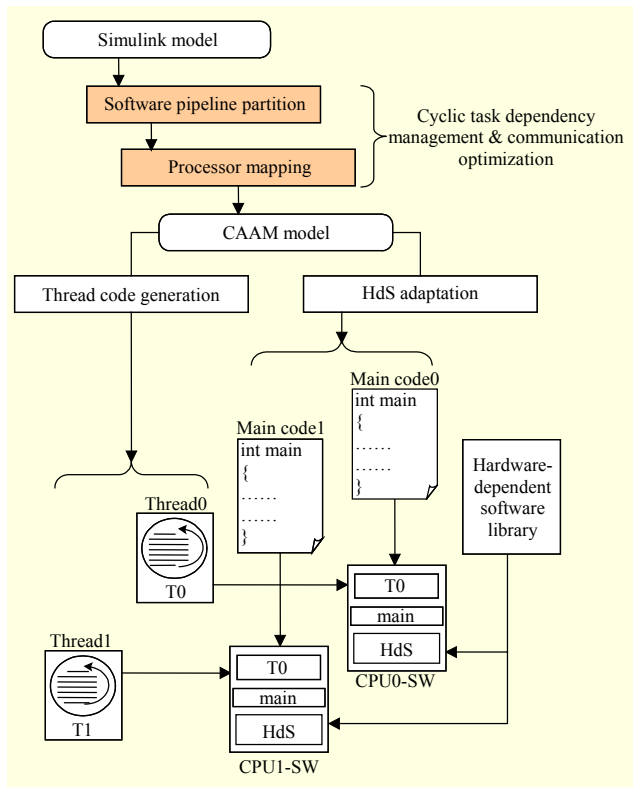 Simulink model
Software pipeline partition
Cyclic task dependency
management & communication
optimization
Processor mapping
CAAM model
Thread code generation
HdS adaptation
Main code0
int main
{
......
......
}
Main code1
int main
{
......
......
}
Hardware-
dependent
software
library
Thread0
T0
T0
main
HdS
CPU0-SW
Thread1
T1
T0
main
HdS
CPU1-SW